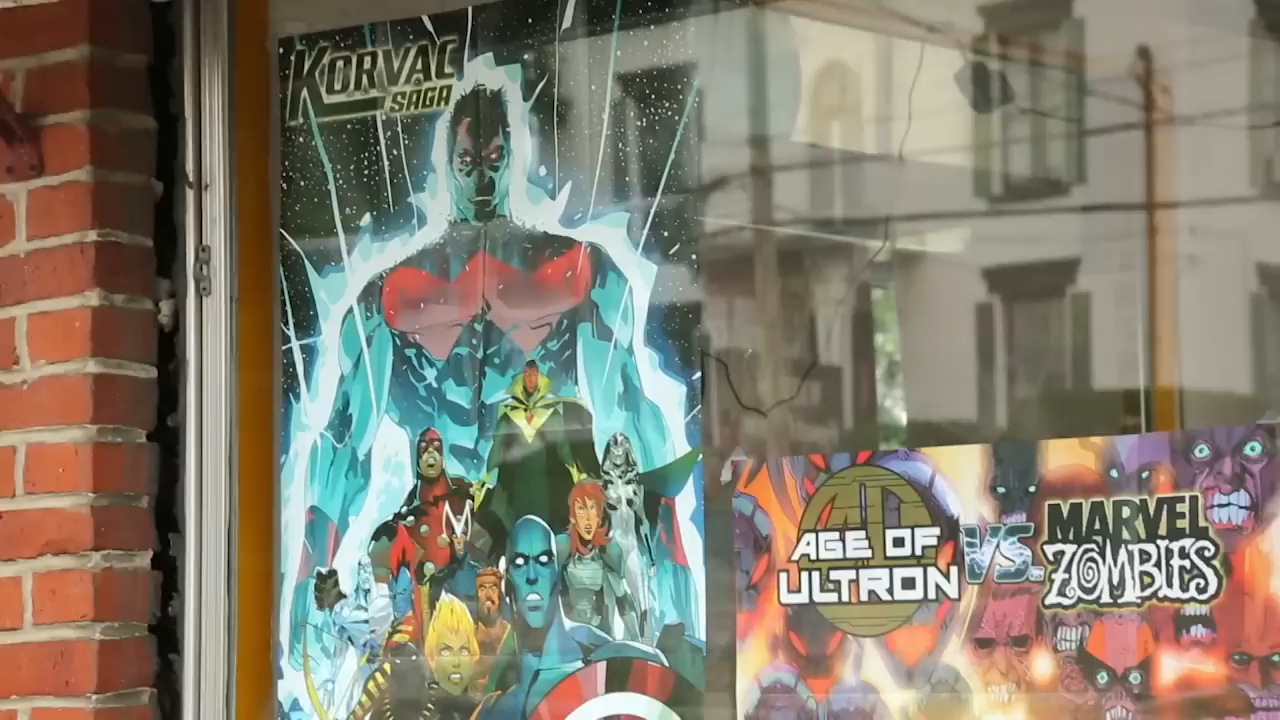 KORVAC
SAGA
AGE OF
ULTRON
VS.
MARVEL
ZOMBIES